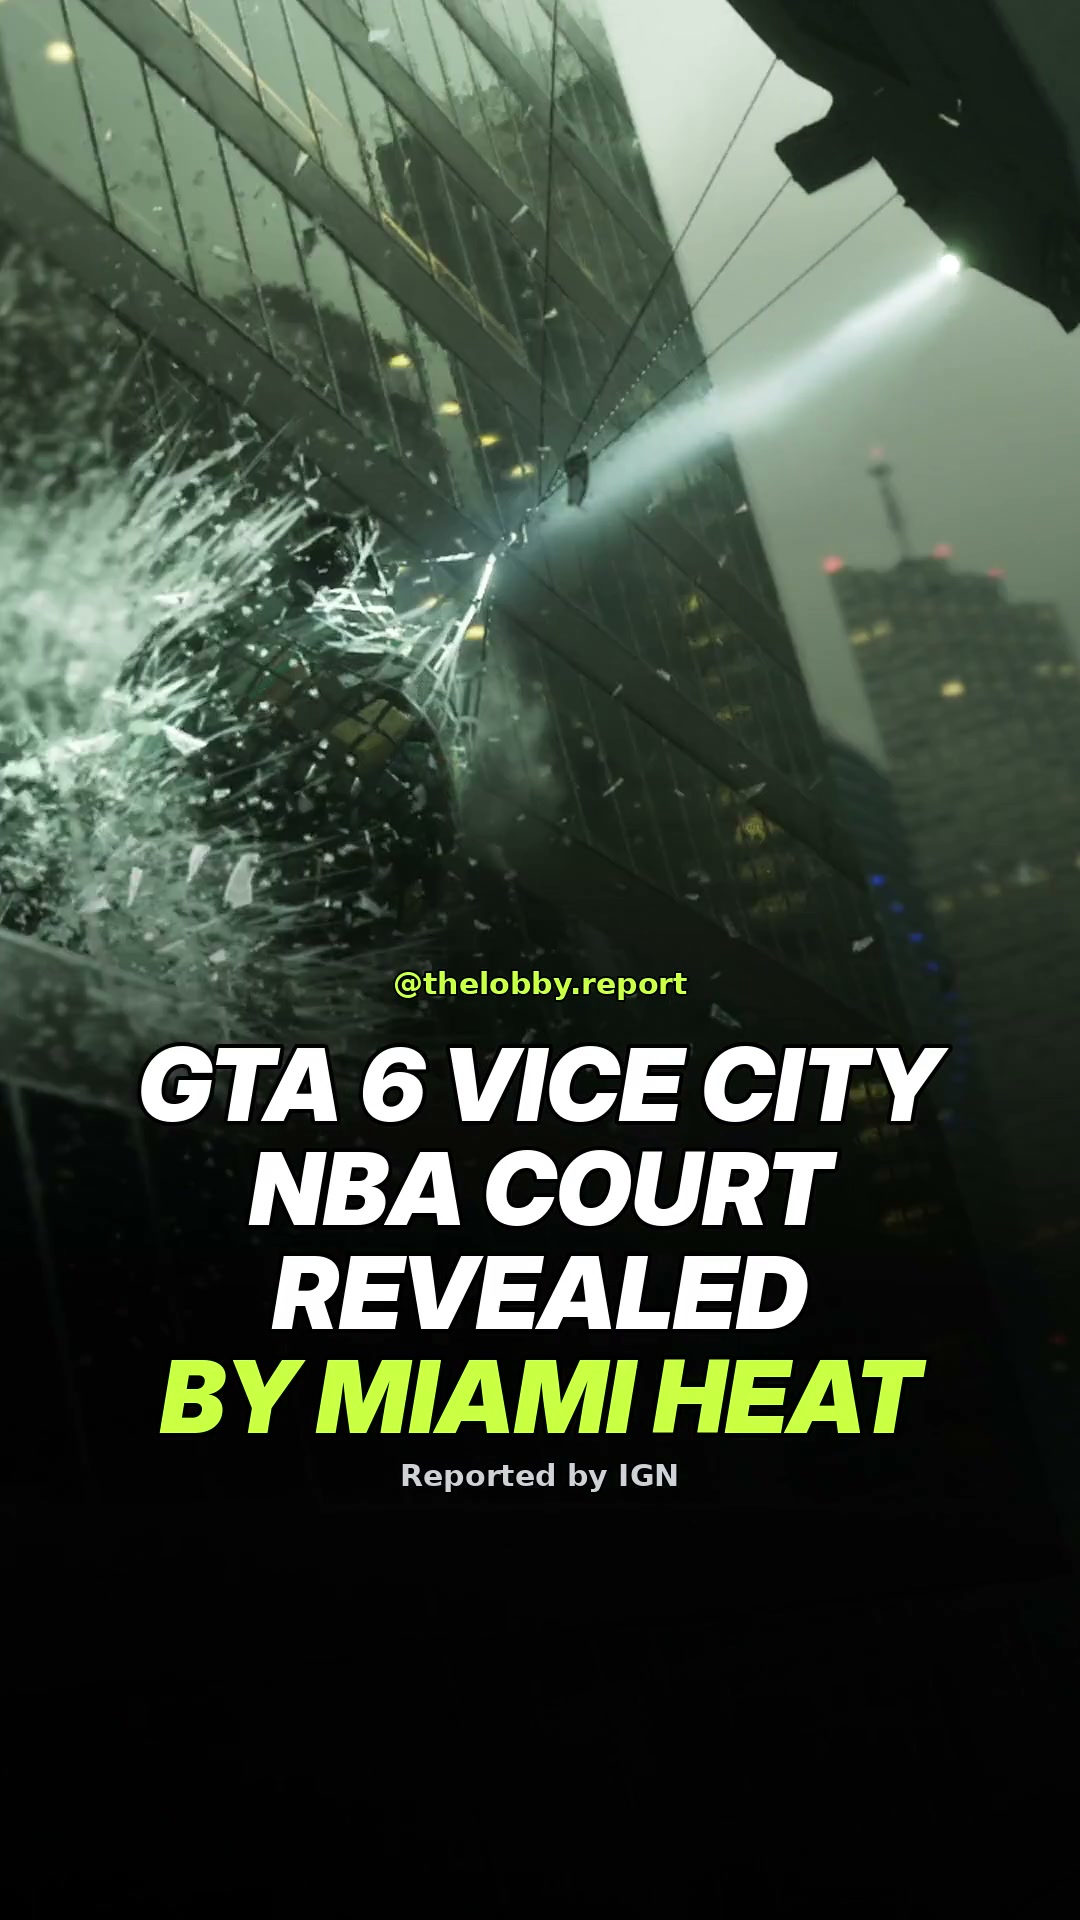 @thelobby.report
GTA 6 VICE CITY
NBA COURT
REVEALED
BY MIAMI HEAT
Reported by IGN